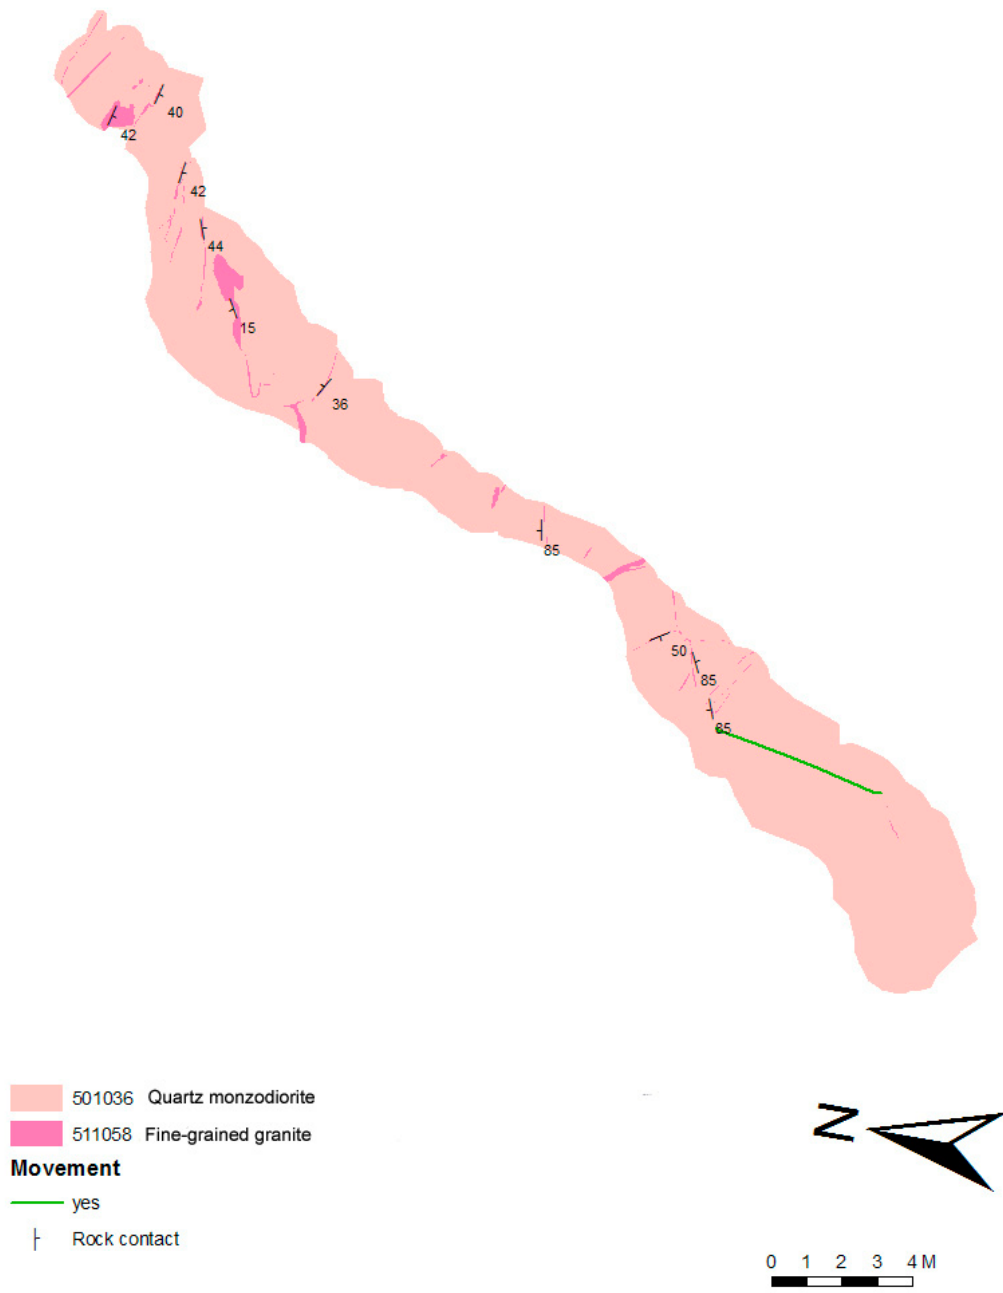 40
42
42
44
15
36
85
50
85
85
501036 Quartz monzodiorite
511058 Fine-grained granite
Movement
yes
Rock contact
N
0 1 2 3 4 M